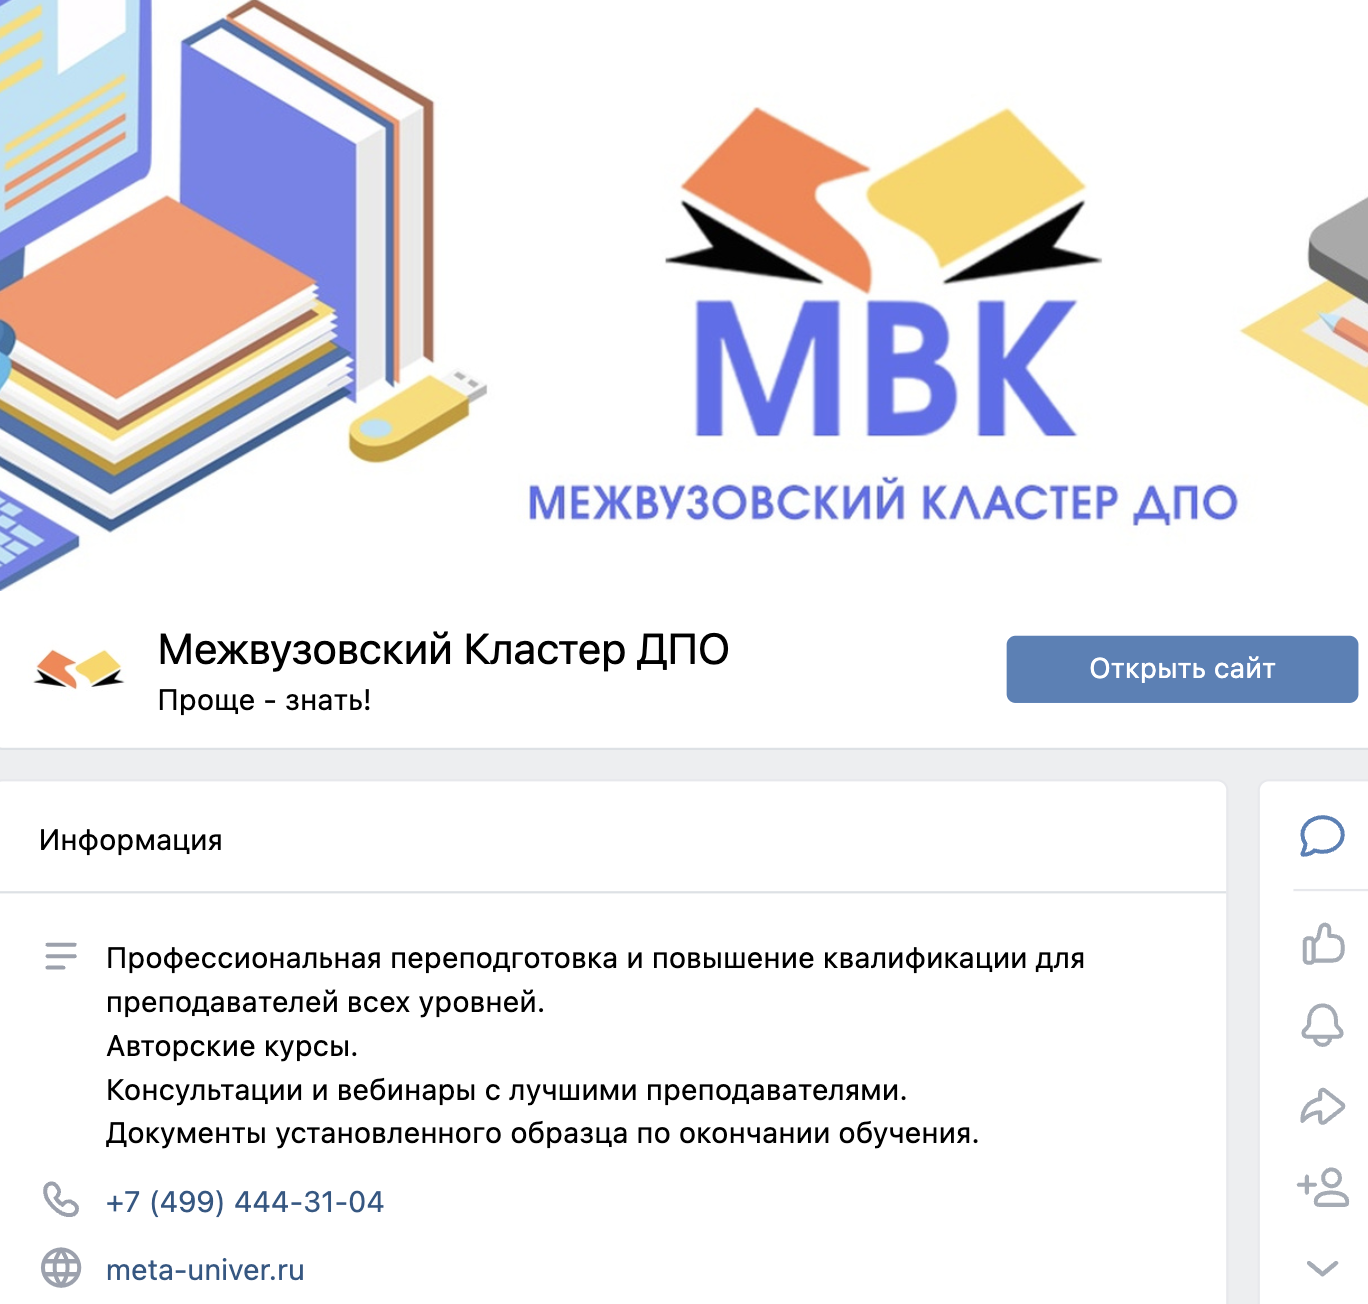 МВК
МЕЖВУЗОВСКИЙ КЛАСТЕР ДПО
Межвузовский Кластер ДПО
Проще - знать!
Открыть сайт
Информация
Профессиональная переподготовка и повышение квалификации для
преподавателей всех уровней.
Авторские курсы.
Консультации и вебинары с лучшими преподавателями.
Документы установленного образца по окончании обучения.
+7 (499) 444-31-04
meta-univer.ru